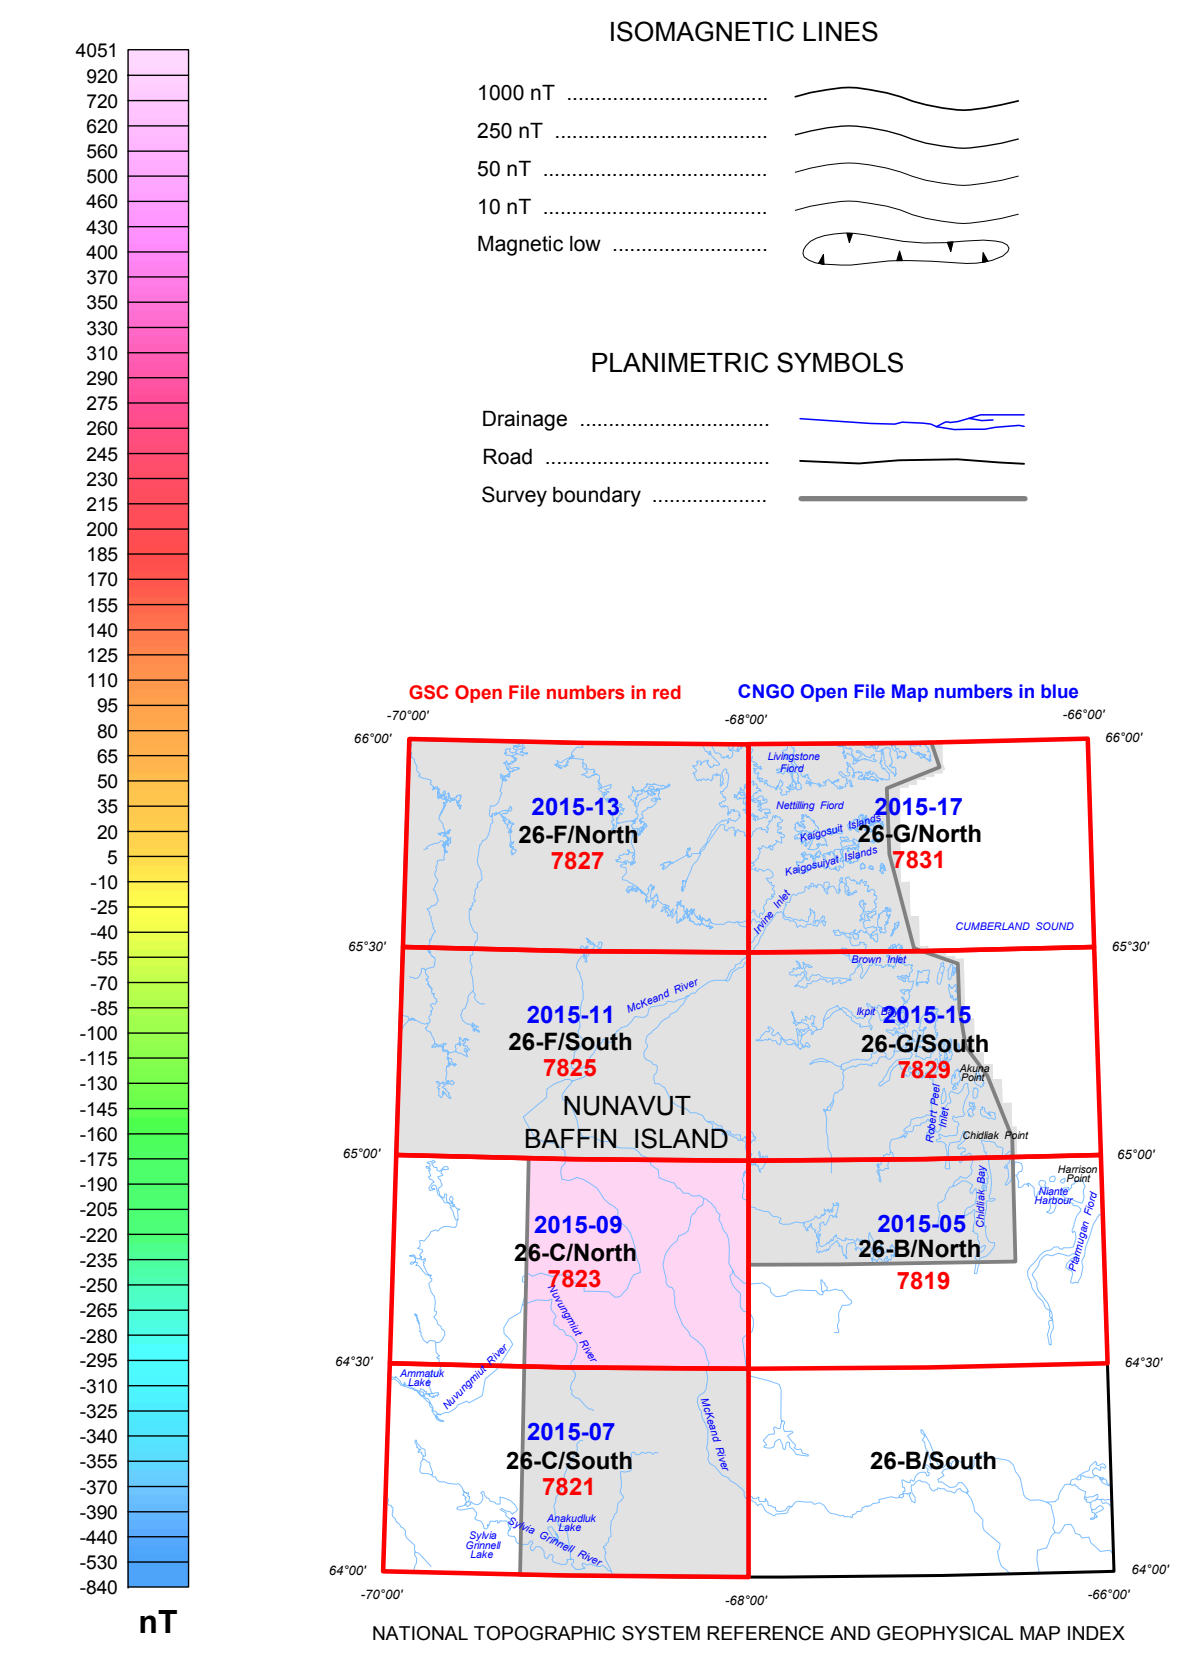 4051
920
720
620
560
500
460
430
400
370
350
330
310
290
275
260
245
230
215
200
185
170
155
140
125
110
95
80
65
50
35
20
5
-10
-25
-40
-55
-70
-85
-100
-115
-130
-145
-160
-175
-190
-205
-220
-235
-250
-265
-280
-295
-310
-325
-340
-355
-370
-390
-440
-530
-840
nT
ISOMAGNETIC LINES
1000 nT ..................................
250 nT ....................................
50 nT ......................................
10 nT ......................................
Magnetic low ..........................
PLANIMETRIC SYMBOLS
Drainage ................................
Road ......................................
Survey boundary ...................
GSC Open File numbers in red
CNGO Open File Map numbers in blue
-70°00'
-68°00'
-66°00'
66°00'
66°00'
Livingstone
Fiord
2015-13
26-F/North
7827
Nettilling Fiord
2015-17
Kaigosuit Islands
26-G/North
Kaigosuiyat Islands
7831
Irvine Inlet
CUMBERLAND SOUND
65°30'
65°30'
Brown Inlet
McKeand River
2015-11
26-F/South
7825
Ikpit Bay
2015-15
26-G/South
7829
Akuna
Point
Robert Peel
Inlet
NUNAVUT
BAFFIN ISLAND
Chidliak Point
65°00'
65°00'
Harrison
Point
Niante
Harbour
Chidliak Bay
Ptarmugan Fiord
2015-09
26-C/North
7823
2015-05
26-B/North
7819
Nuvungmiut River
64°30'
64°30'
Ammatuk
Lake
Nuvungmiut River
McKeand River
2015-07
26-C/South
7821
26-B/South
Anakudluk
Lake
Sylvia
Grinnell
Lake
Sylvia Grinnell River
64°00'
64°00'
-70°00'
-68°00'
-66°00'
NATIONAL TOPOGRAPHIC SYSTEM REFERENCE AND GEOPHYSICAL MAP INDEX